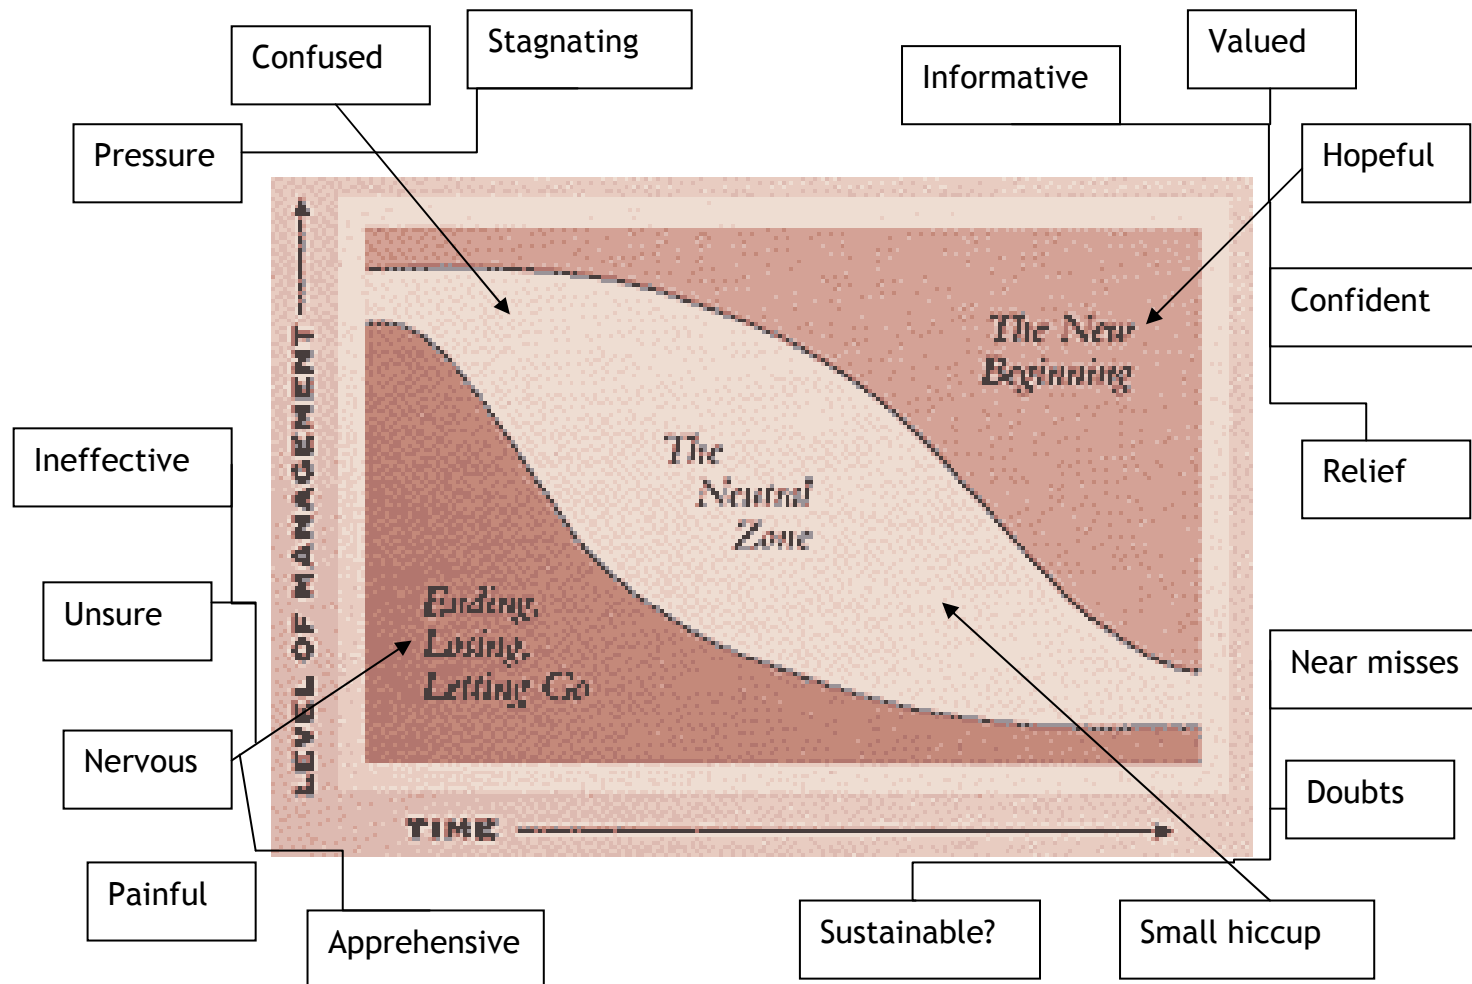 Stagnating
Valued
Confused
Informative
Pressure
Hopeful
Confident
The New
Beginning
The
Neutral
Zone
Ineffective
Relief
LEVEL OF MANAGEMENT
Ending,
Losing,
Letting Go
Unsure
Near misses
Nervous
Doubts
TIME
Painful
Apprehensive
Sustainable?
Small hiccup